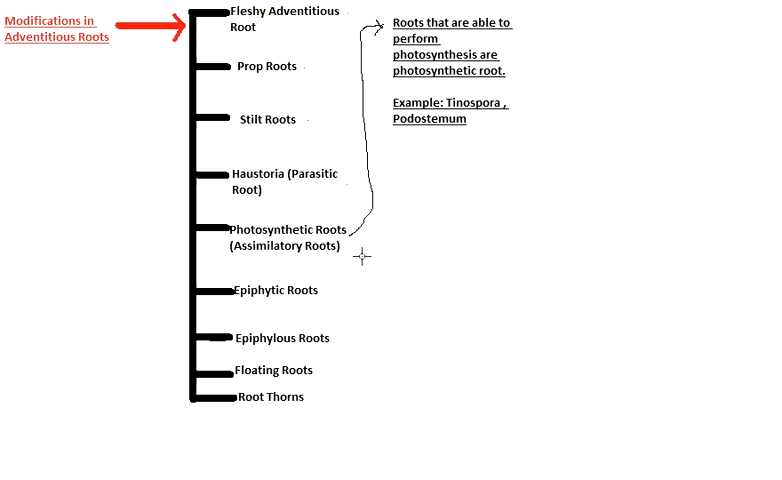 Modifications in
Adventitious Roots
Fleshy Adventitious
Root
Prop Roots
Stilt Roots
Haustoria (Parasitic
Root)
Photosynthetic Roots
(Assimilatory Roots)
Epiphytic Roots
Epiphylous Roots
Floating Roots
Root Thorns
Roots that are able to
perform
photosynthesis are
photosynthetic root.
Example: Tinospora ,
Podostemum